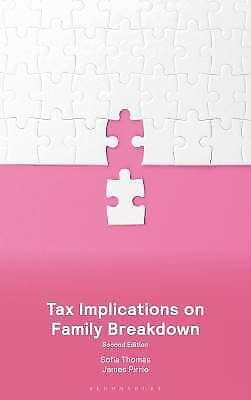 Tax Implications on
Family Breakdown
Second Edition
Sofia Thomas
James Pirrie
BLOOMSBURY